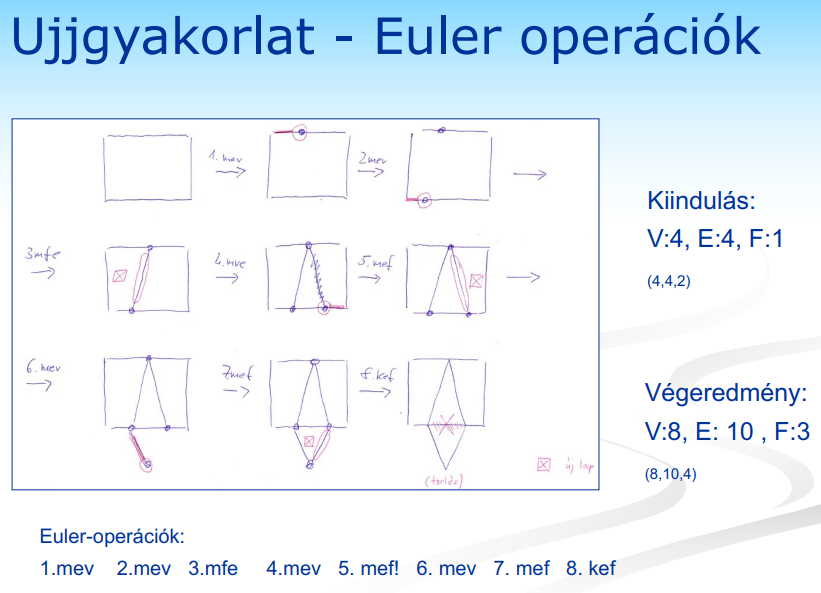 Ujjgyakorlat - Euler operációk
1. mev
2mev
3mfe
4. mve
5. mef
6. mev
7mef
8. kef
(torlés)
új lap
Kiindulás:
V:4, E:4, F:1
(4,4,2)
Végeredmény:
V:8, E: 10 , F:3
(8,10,4)
Euler-operációk:
1.mev 2.mev 3.mfe 4.mev 5. mef! 6. mev 7. mef 8. kef